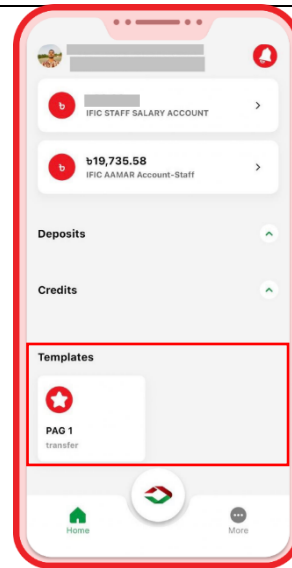 ৳
IFIC STAFF SALARY ACCOUNT
>
৳
৳19,735.58
IFIC AAMAR Account-Staff
>
Deposits
Credits
Templates
PAG 1
transfer
Home
More